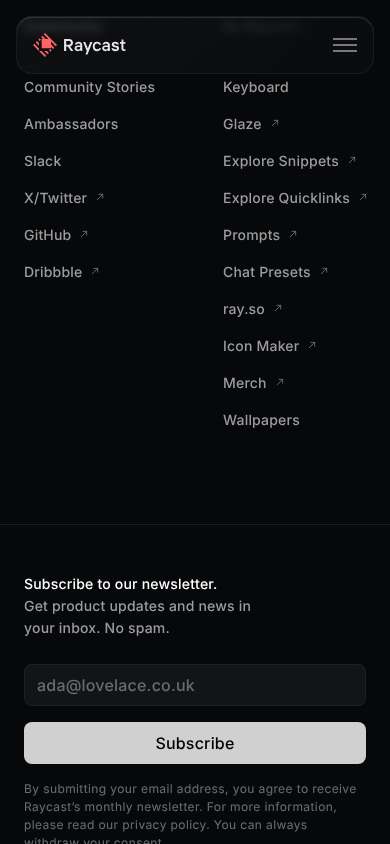 Raycast
Community Stories
Ambassadors
Slack
X/Twitter
GitHub
Dribbble
Keyboard
Glaze
Explore Snippets
Explore Quicklinks
Prompts
Chat Presets
ray.so
Icon Maker
Merch
Wallpapers
Subscribe to our newsletter.
Get product updates and news in
your inbox. No spam.
ada@lovelace.co.uk
Subscribe
By submitting your email address, you agree to receive
Raycast's monthly newsletter. For more information,
please read our privacy policy. You can always
withdraw your consent.